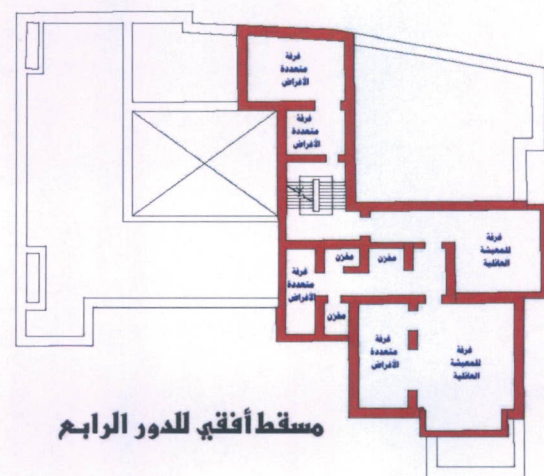 غرفة
متعددة
الأغراض
غرفة
متعددة
الأغراض
غرفة
للمعيشة
العائلية
مخزن
مخزن
غرفة
متعددة
الأغراض
مخزن
غرفة
متعددة
الأغراض
غرفة
للمعيشة
العائلية
مسقط أفقي للدور الرابع